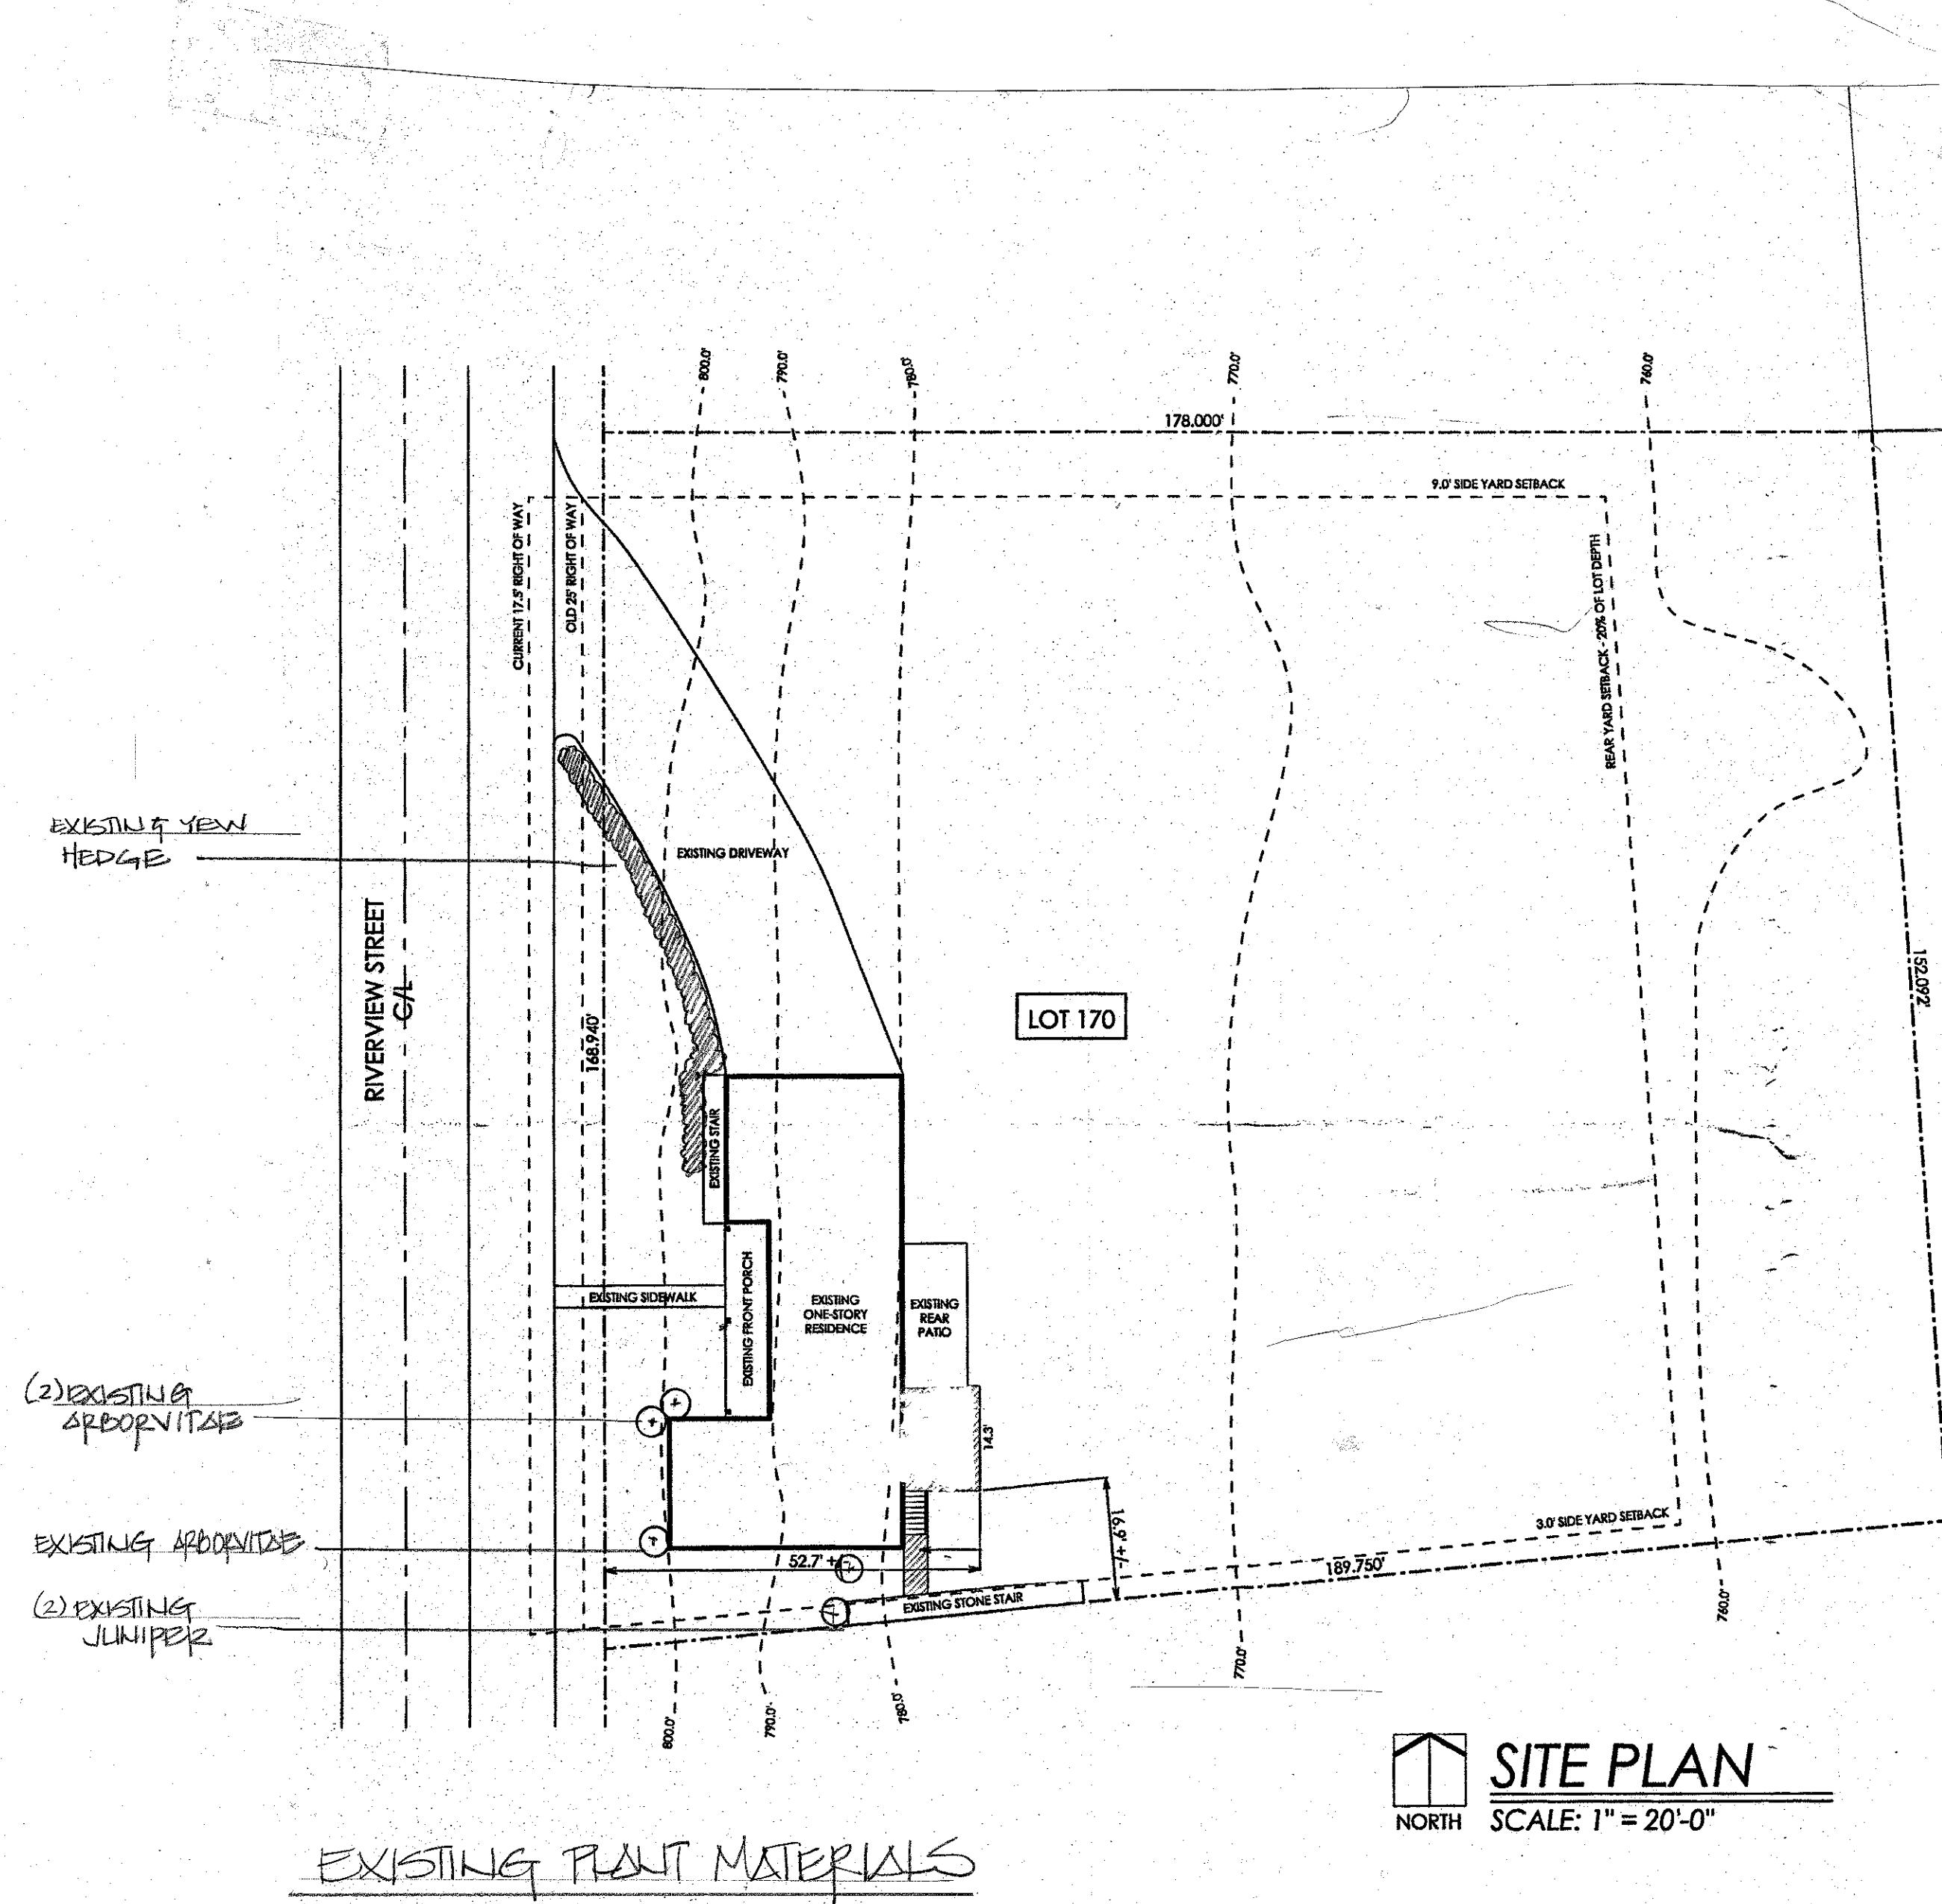 800.0'
790.0'
780.0'
770.0'
760.0'
178.000'
9.0' SIDE YARD SETBACK
CURRENT 17.5' RIGHT OF WAY
OLD 25' RIGHT OF WAY
REAR YARD SETBACK - 20% OF LOT DEPTH
EXISTING YEW
HEDGE
EXISTING DRIVEWAY
RIVERVIEW STREET
C/L
168.940'
LOT 170
152.092'
EXISTING STAIR
EXISTING SIDEWALK
EXISTING FRONT PORCH
EXISTING
ONE-STORY
RESIDENCE
EXISTING
REAR
PATIO
(2) EXISTING
ARBORVITAE
14.3'
EXISTING ARBORVITAE
52.7' +
16.9' +/-
3.0' SIDE YARD SETBACK
189.750'
(2) EXISTING
JUNIPER
EXISTING STONE STAIR
800.0'
790.0'
780.0'
770.0'
760.0'
NORTH
SITE PLAN
SCALE: 1" = 20'-0"
EXISTING PLANT MATERIALS